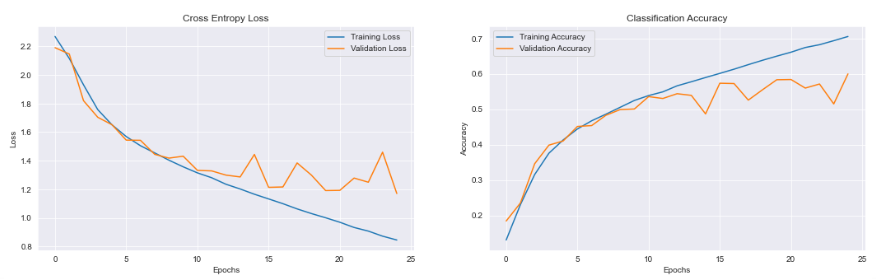 Cross Entropy Loss
Training Loss
Validation Loss
2.2
2.0
1.8
1.6
1.4
1.2
1.0
0.8
Loss
0 5 10 15 20 25
Epochs
Classification Accuracy
Training Accuracy
Validation Accuracy
0.7
0.6
0.5
0.4
0.3
0.2
Accuracy
0 5 10 15 20 25
Epochs